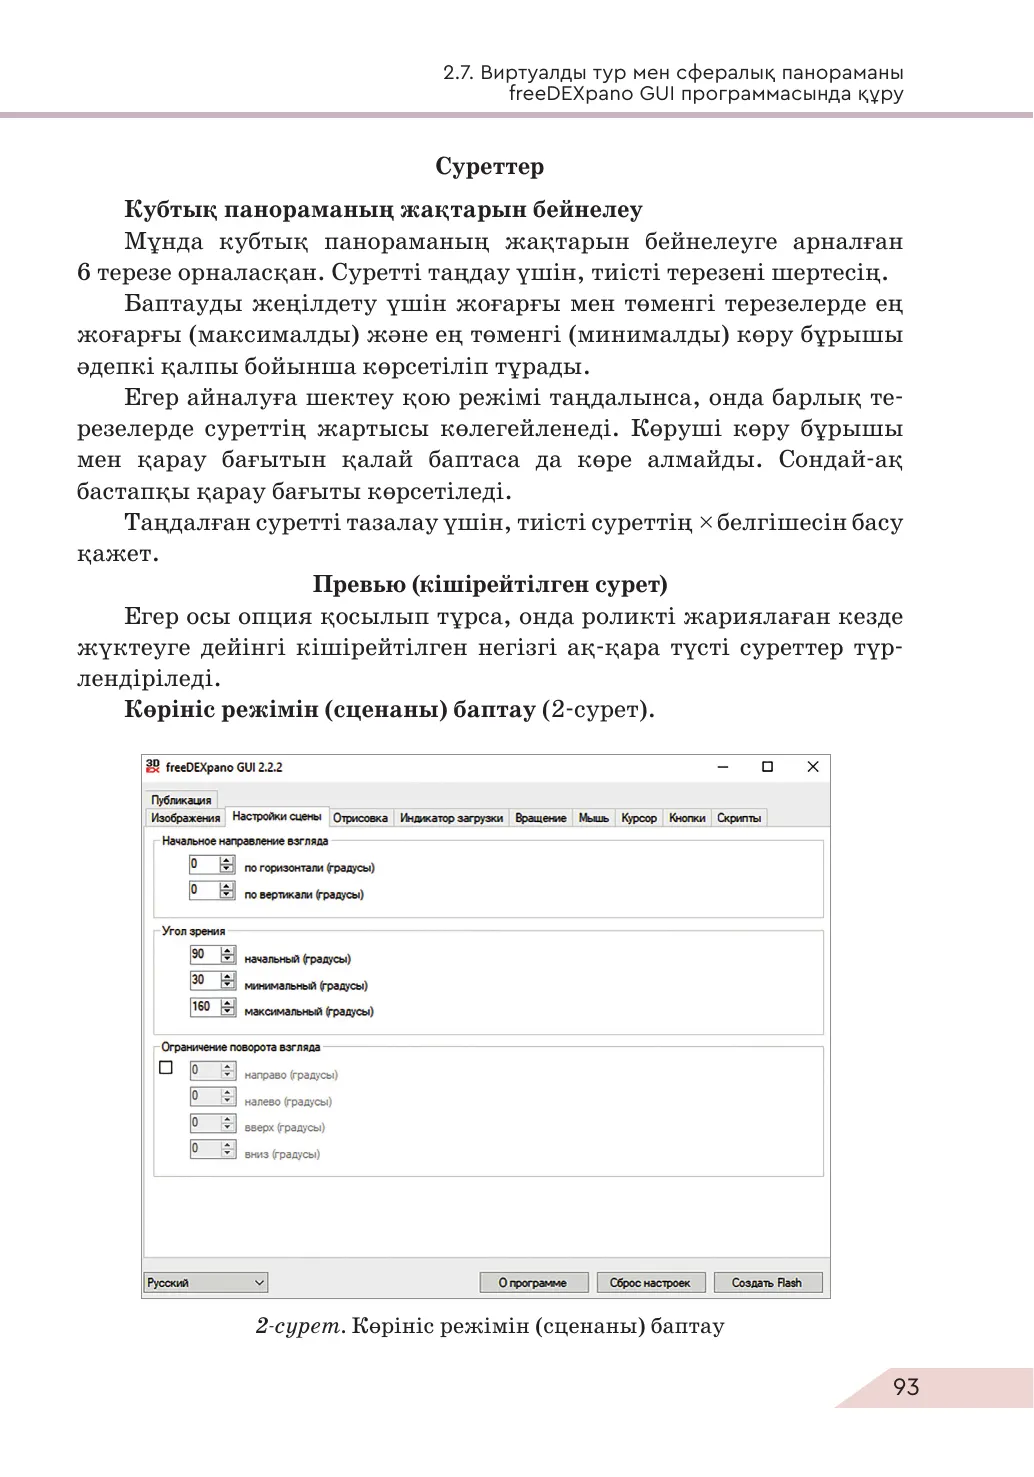 2.7. Виртуалды тур мен сфералық панораманы
freeDEXpano GUI программасында құру
Суреттер
Кубтық панораманың жақтарын бейнелеу
Мұнда кубтық панораманың жақтарын бейнелеуге арналған
6 терезе орналасқан. Суретті таңдау үшін, тиісті терезені шертесің.
Баптауды жеңілдету үшін жоғарғы мен төменгі терезелерде ең
жоғарғы (максималды) және ең төменгі (минималды) көру бұрышы
әдепкі қалпы бойынша көрсетіліп тұрады.
Егер айналуға шектеу қою режімі таңдалынса, онда барлық те-
резелерде суреттің жартысы көлегейленеді. Көруші көру бұрышы
мен қарау бағытын қалай баптаса да көре алмайды. Сондай-ақ
бастапқы қарау бағыты көрсетіледі.
Таңдалған суретті тазалау үшін, тиісті суреттің × белгішесін басу
қажет.
Превью (кішірейтілген сурет)
Егер осы опция қосылып тұрса, онда роликті жариялаған кезде
жүктеуге дейінгі кішірейтілген негізгі ақ-қара түсті суреттер түр-
лендіріледі.
Көрініс режімін (сценаны) баптау (2-сурет).
3D EX freeDEXpano GUI 2.2.2
Публикация
Изображения Настройки сцены Отрисовка Индикатор загрузки Вращение Мышь Курсор Кнопки Скрипты
Начальное направление взгляда
0 по горизонтали (градусы)
0 по вертикали (градусы)
Угол зрения
90 начальный (градусы)
30 минимальный (градусы)
160 максимальный (градусы)
Ограничение поворота взгляда
0 направо (градусы)
0 налево (градусы)
0 вверх (градусы)
0 вниз (градусы)
Русский О программе Сброс настроек Создать Flash
2-сурет. Көрініс режімін (сценаны) баптау
93